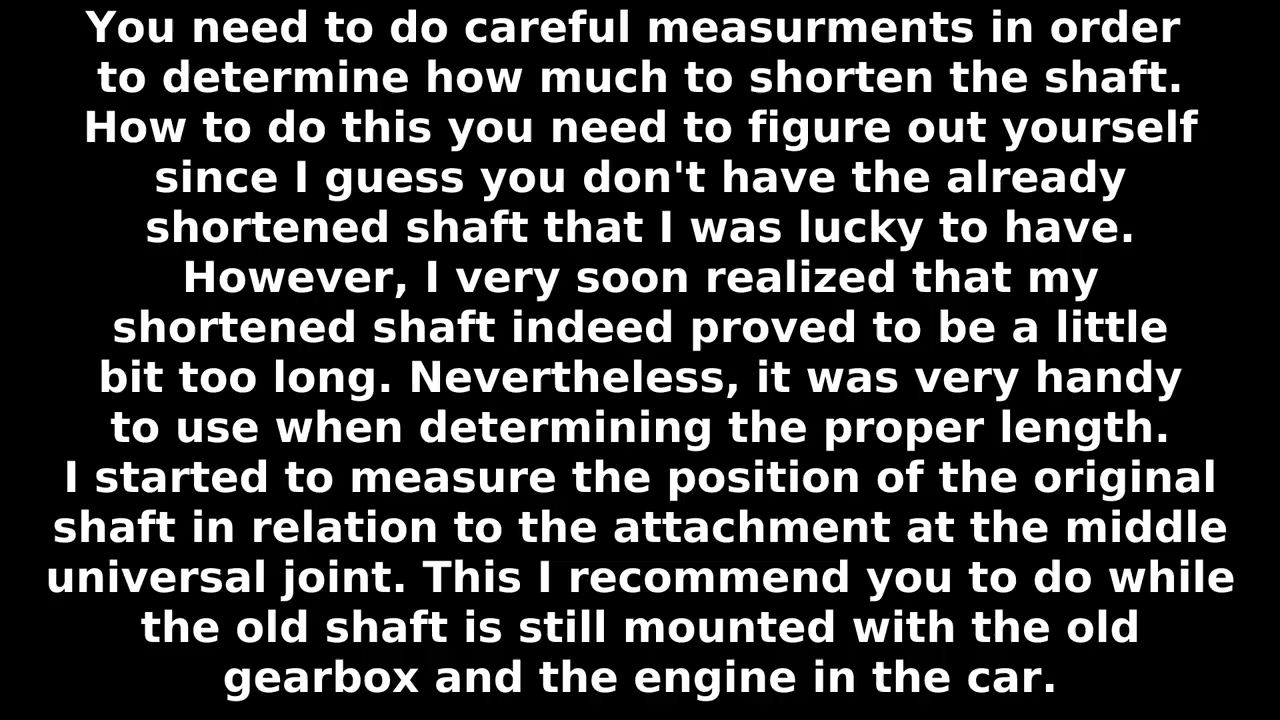 You need to do careful measurments in order
to determine how much to shorten the shaft.
How to do this you need to figure out yourself
since I guess you don't have the already
shortened shaft that I was lucky to have.
However, I very soon realized that my
shortened shaft indeed proved to be a little
bit too long. Nevertheless, it was very handy
to use when determining the proper length.
I started to measure the position of the original
shaft in relation to the attachment at the middle
universal joint. This I recommend you to do while
the old shaft is still mounted with the old
gearbox and the engine in the car.